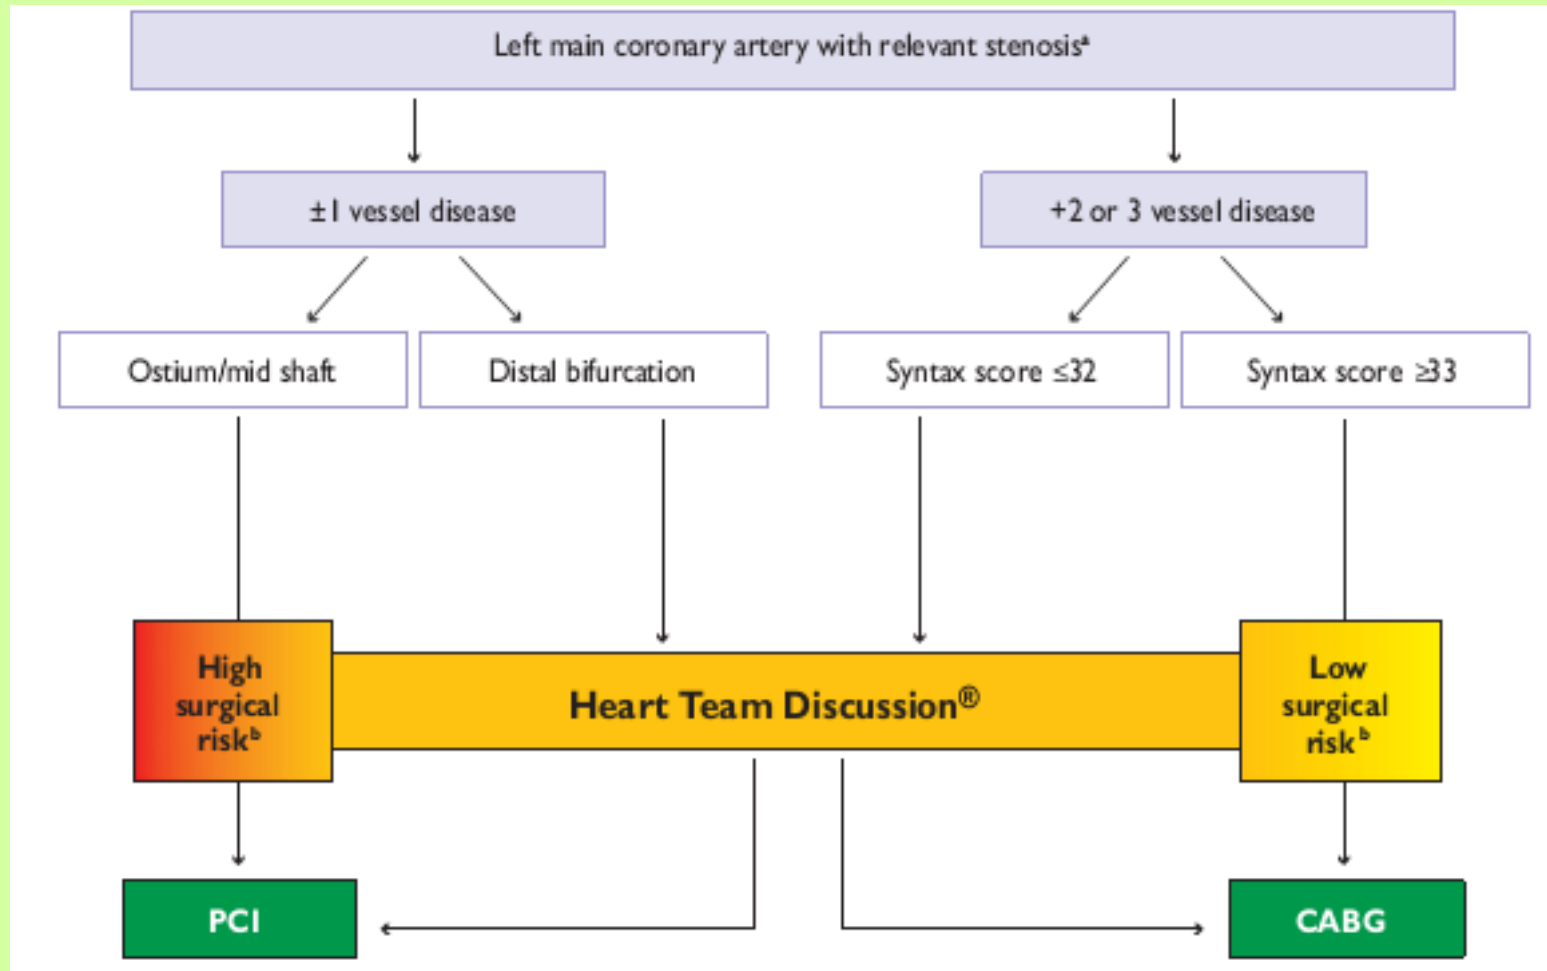 Left main coronary artery with relevant stenosisᵃ
±1 vessel disease
+2 or 3 vessel disease
Ostium/mid shaft
Distal bifurcation
Syntax score ≤32
Syntax score ≥33
High
surgical
riskᵇ
Heart Team Discussion®
Low
surgical
riskᵇ
PCI
CABG